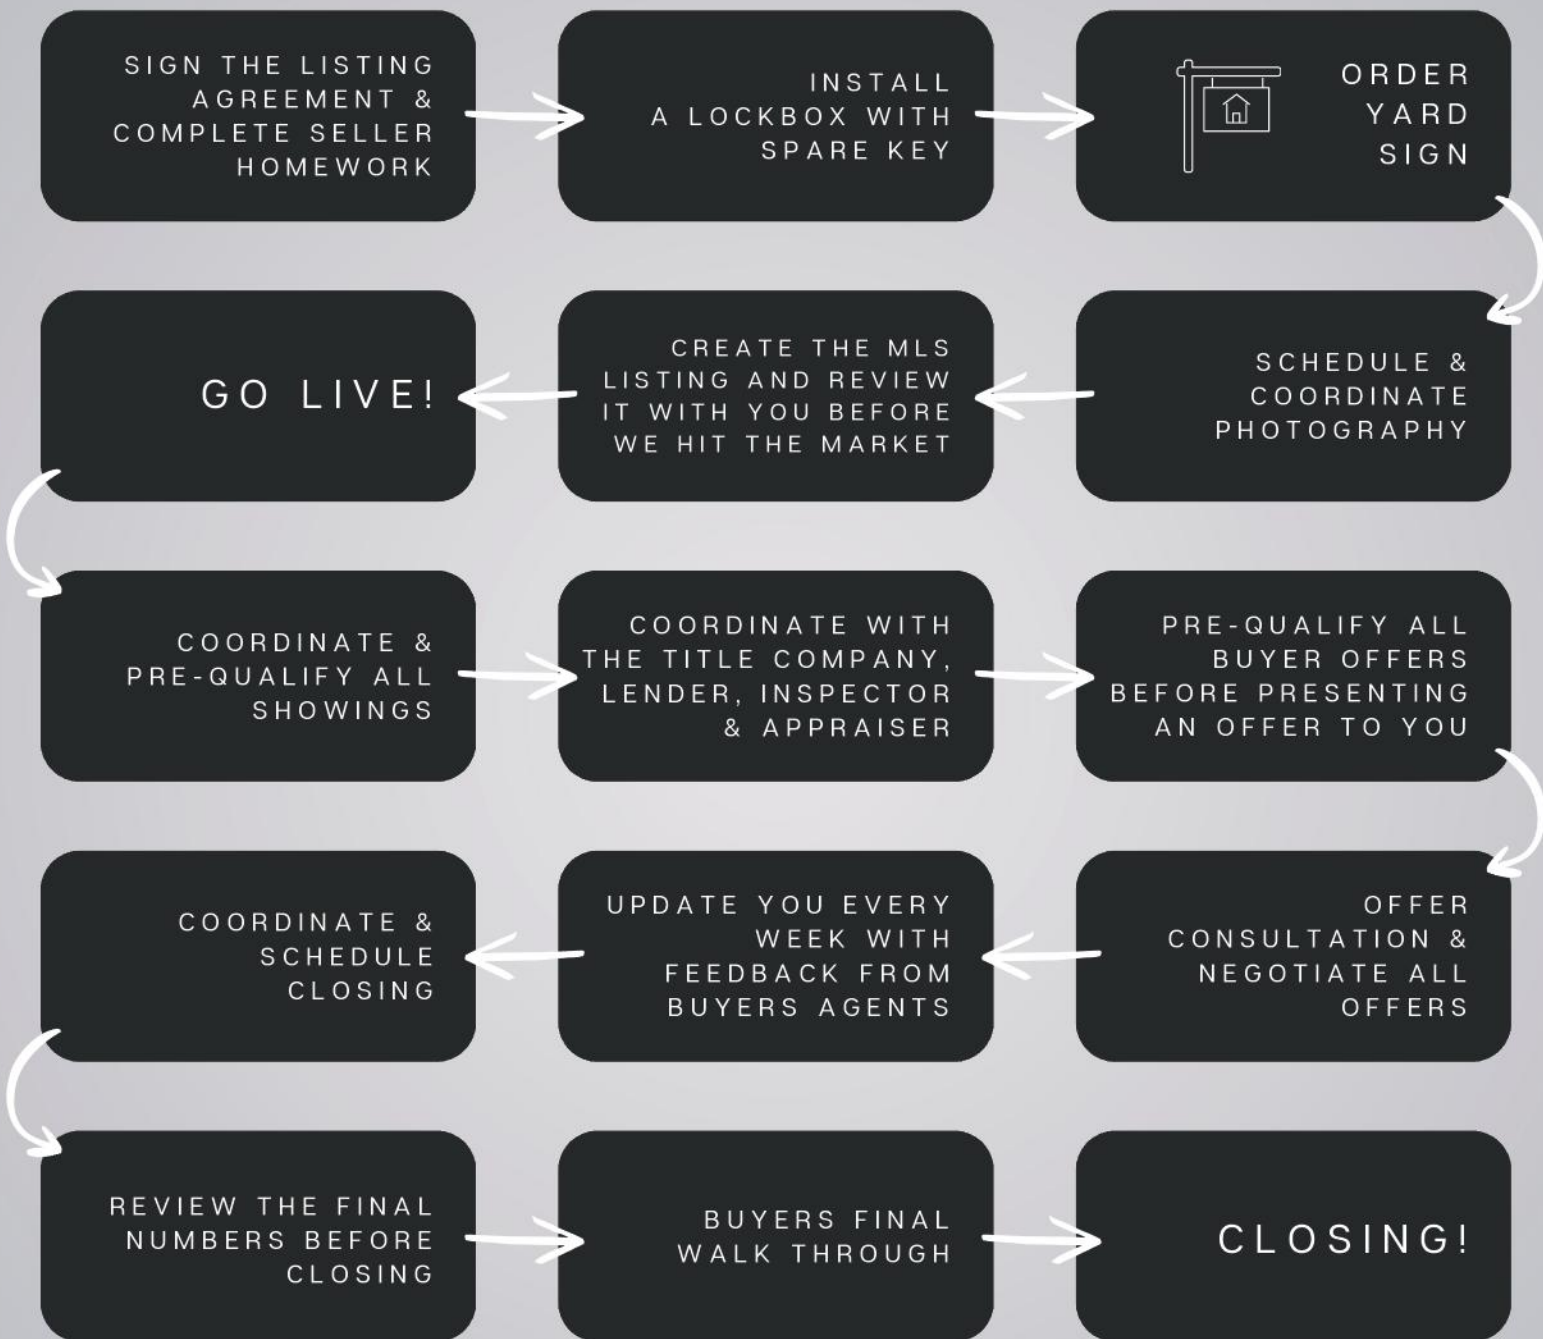 SIGN THE LISTING
AGREEMENT &
COMPLETE SELLER
HOMEWORK
INSTALL
A LOCKBOX WITH
SPARE KEY
ORDER
YARD
SIGN
SCHEDULE &
COORDINATE
PHOTOGRAPHY
CREATE THE MLS
LISTING AND REVIEW
IT WITH YOU BEFORE
WE HIT THE MARKET
GO LIVE!
COORDINATE &
PRE-QUALIFY ALL
SHOWINGS
COORDINATE WITH
THE TITLE COMPANY,
LENDER, INSPECTOR
& APPRAISER
PRE-QUALIFY ALL
BUYER OFFERS
BEFORE PRESENTING
AN OFFER TO YOU
OFFER
CONSULTATION &
NEGOTIATE ALL
OFFERS
UPDATE YOU EVERY
WEEK WITH
FEEDBACK FROM
BUYERS AGENTS
COORDINATE &
SCHEDULE
CLOSING
REVIEW THE FINAL
NUMBERS BEFORE
CLOSING
BUYERS FINAL
WALK THROUGH
CLOSING!